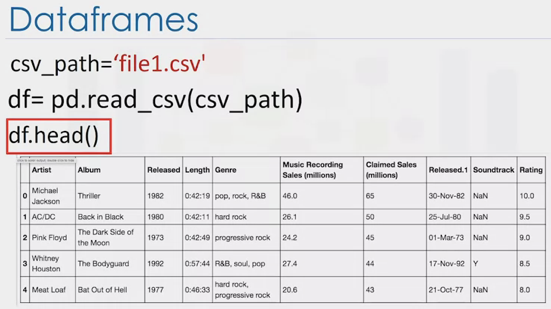 Dataframes
csv_path=‘file1.csv'
df= pd.read_csv(csv_path)
df.head()
Artist Album Released Length Genre Music Recording Sales (millions) Claimed Sales (millions) Released.1 Soundtrack Rating
0 Michael Jackson Thriller 1982 0:42:19 pop, rock, R&B 46.0 65 30-Nov-82 NaN 10.0
1 AC/DC Back in Black 1980 0:42:11 hard rock 26.1 50 25-Jul-80 NaN 9.5
2 Pink Floyd The Dark Side of the Moon 1973 0:42:49 progressive rock 24.2 45 01-Mar-73 NaN 9.0
3 Whitney Houston The Bodyguard 1992 0:57:44 R&B, soul, pop 27.4 44 17-Nov-92 Y 8.5
4 Meat Loaf Bat Out of Hell 1977 0:46:33 hard rock, progressive rock 20.6 43 21-Oct-77 NaN 8.0